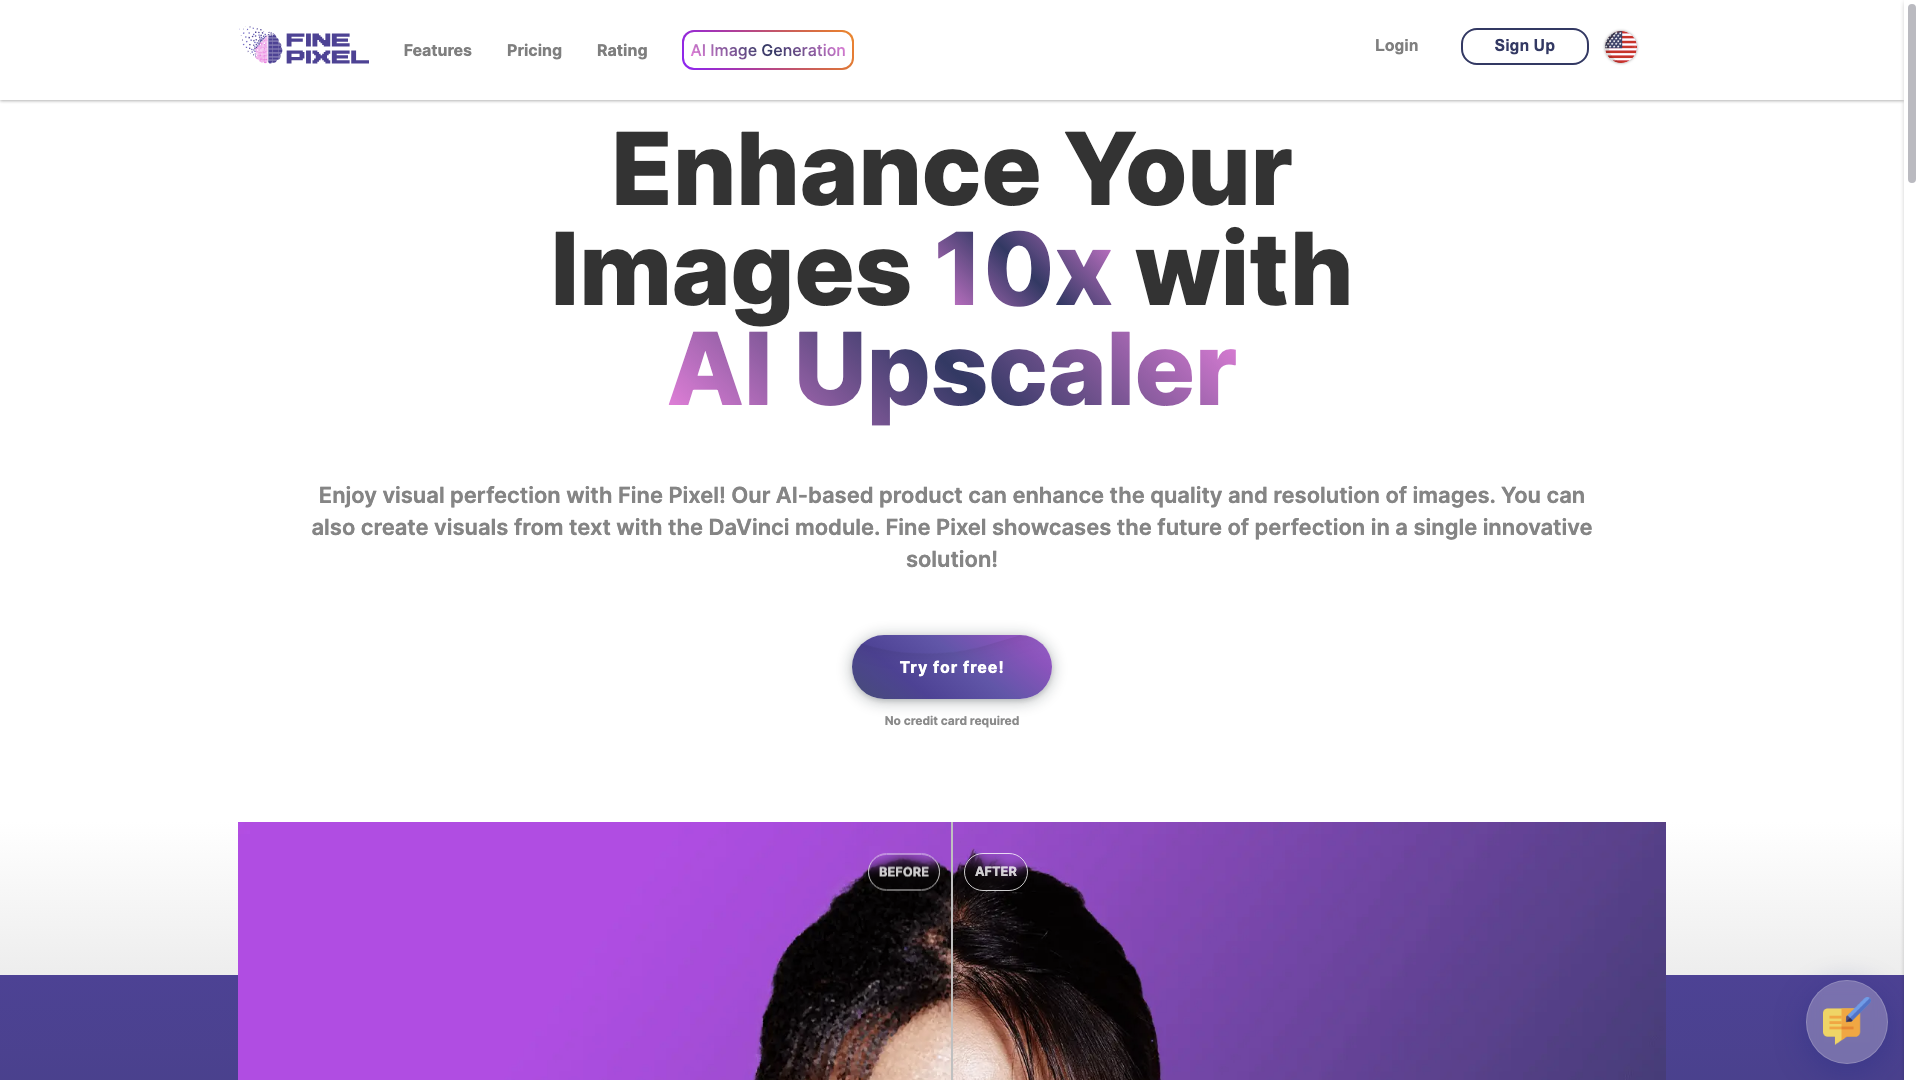 FINE PIXEL
Features
Pricing
Rating
AI Image Generation
Login
Sign Up
Enhance Your
Images 10x with
AI Upscaler
Enjoy visual perfection with Fine Pixel! Our AI-based product can enhance the quality and resolution of images. You can
also create visuals from text with the DaVinci module. Fine Pixel showcases the future of perfection in a single innovative
solution!
Try for free!
No credit card required
BEFORE
AFTER